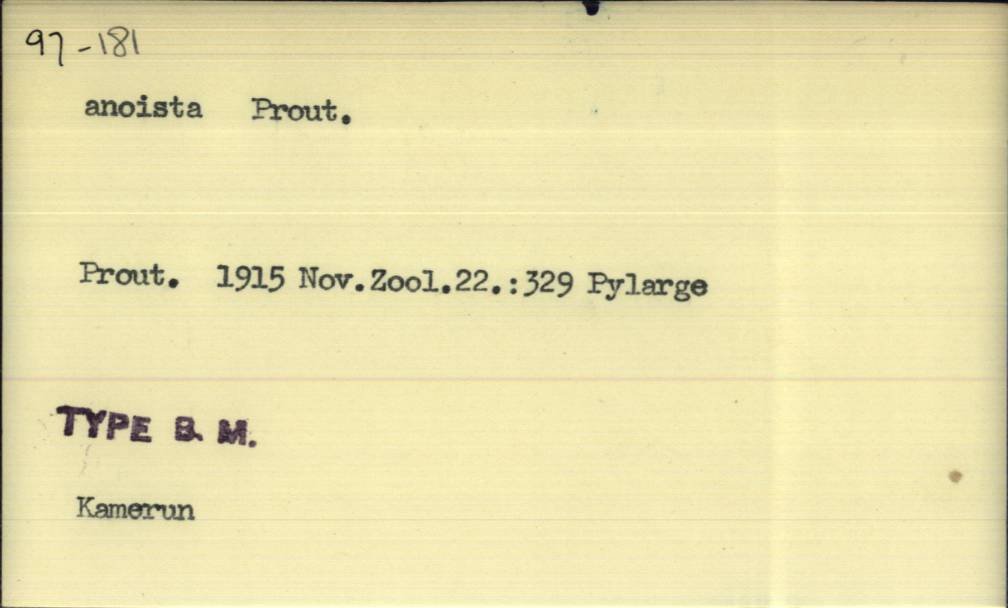 97-181
anoista Prout.
Prout. 1915 Nov.Zool.22.:329 Pylarge
TYPE B. M.
Kamerun